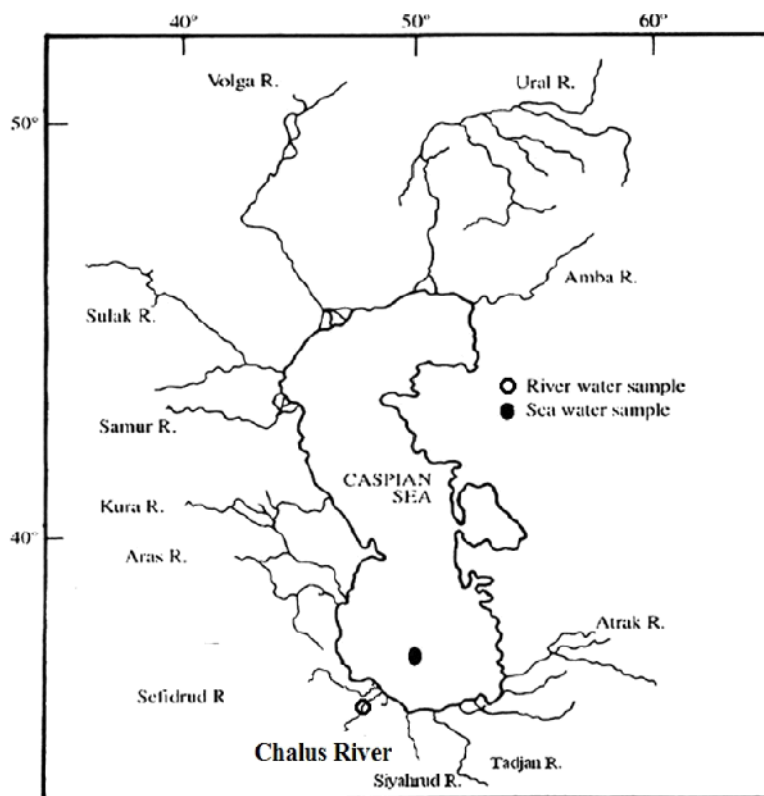 40°
50°
60°
Volga R.
Ural R.
50°
Amba R.
Sulak R.
River water sample
Sea water sample
Samur R.
CASPIAN
SEA
Kura R.
40°
Aras R.
Atrak R.
Sefidrud R
Chalus River
Tadjan R.
Siyahrud R.